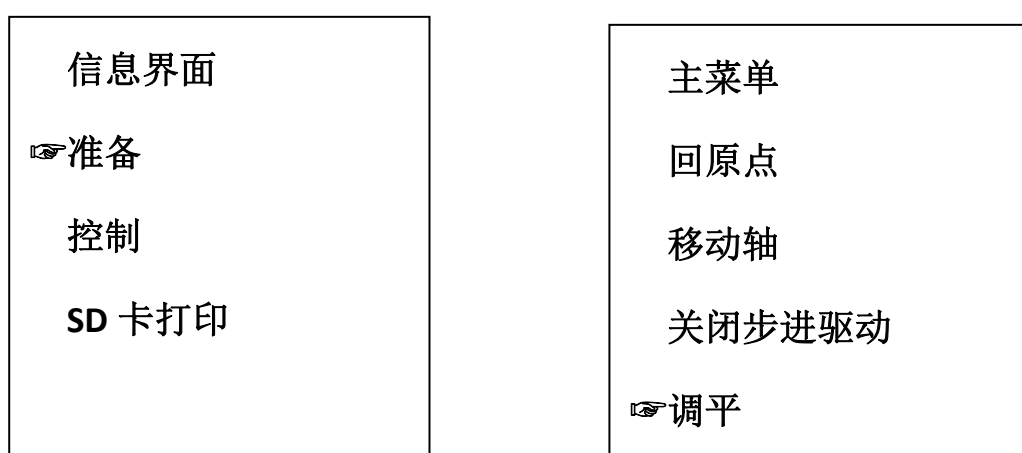 信息界面
☞准备
控制
SD 卡打印
主菜单
回原点
移动轴
关闭步进驱动
☞调平